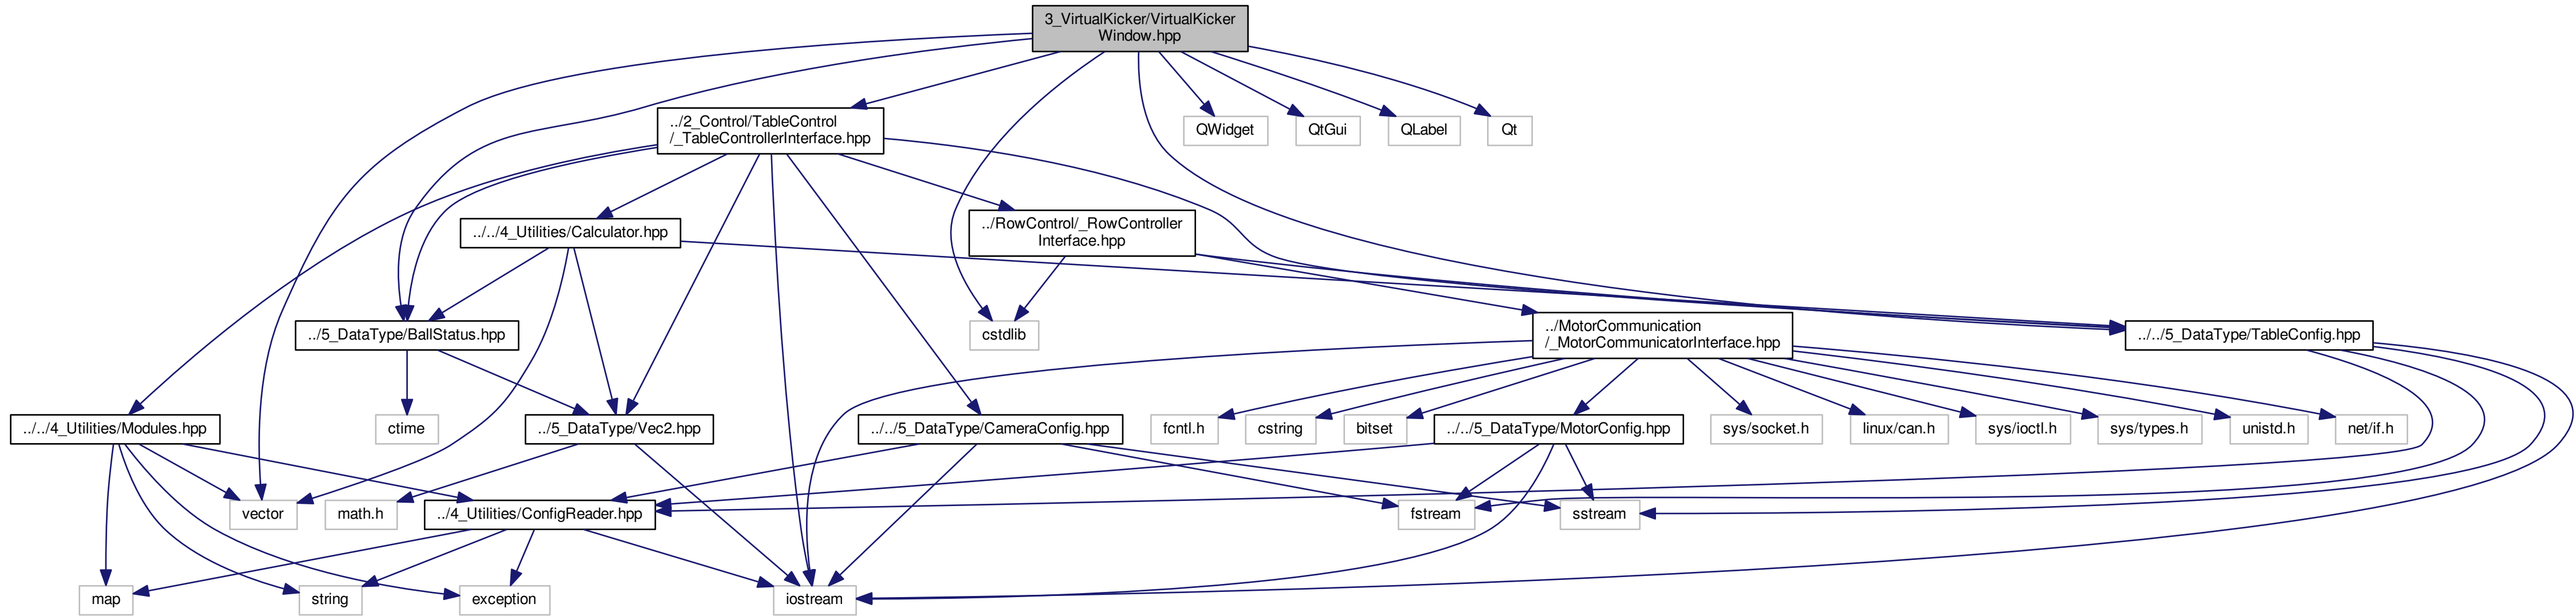 3_VirtualKicker/VirtualKicker
Window.hpp
../2_Control/TableControl
/_TableControllerInterface.hpp
QWidget
QtGui
QLabel
Qt
../../4_Utilities/Calculator.hpp
../RowControl/_RowController
Interface.hpp
../5_DataType/BallStatus.hpp
cstdlib
../MotorCommunication
/_MotorCommunicatorInterface.hpp
../../5_DataType/TableConfig.hpp
../../4_Utilities/Modules.hpp
ctime
../5_DataType/Vec2.hpp
../../5_DataType/CameraConfig.hpp
fcntl.h
cstring
bitset
../../5_DataType/MotorConfig.hpp
sys/socket.h
linux/can.h
sys/ioctl.h
sys/types.h
unistd.h
net/if.h
vector
math.h
../4_Utilities/ConfigReader.hpp
fstream
sstream
map
string
exception
iostream